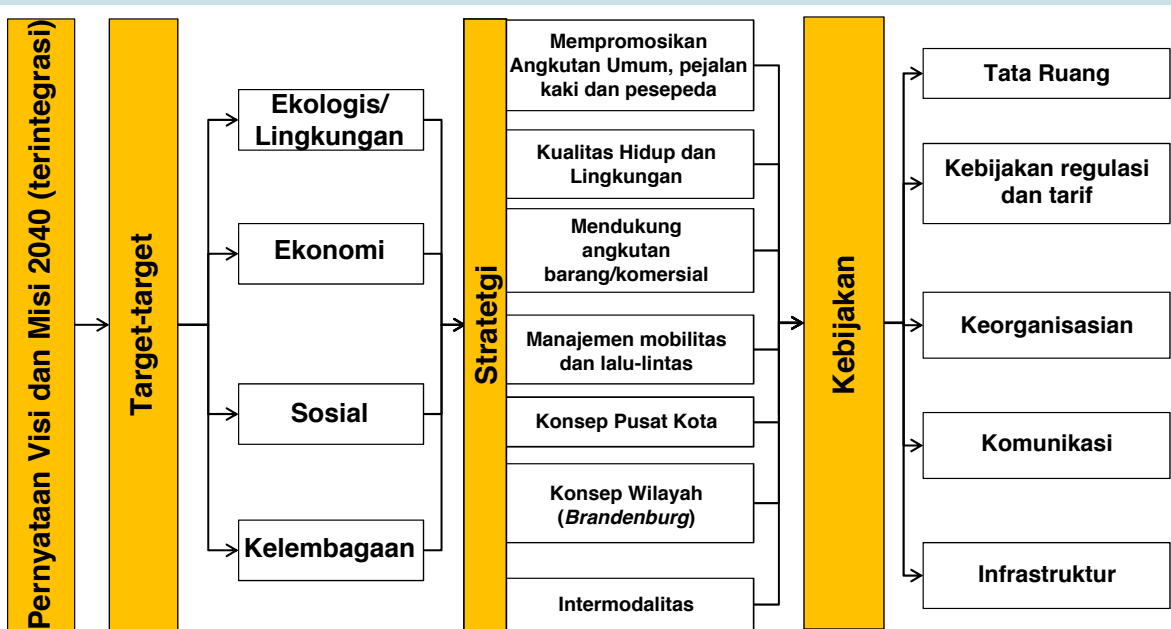 Pernyataan Visi dan Misi 2040 (terintegrasi)
Target-target
Ekologis/
Lingkungan
Ekonomi
Sosial
Kelembagaan
Stratetgi
Mempromosikan
Angkutan Umum, pejalan
kaki dan pesepeda
Kualitas Hidup dan
Lingkungan
Mendukung
angkutan
barang/komersial
Manajemen mobilitas
dan lalu-lintas
Konsep Pusat Kota
Konsep Wilayah
(Brandenburg)
Intermodalitas
Kebijakan
Tata Ruang
Kebijakan regulasi
dan tarif
Keorganisasian
Komunikasi
Infrastruktur